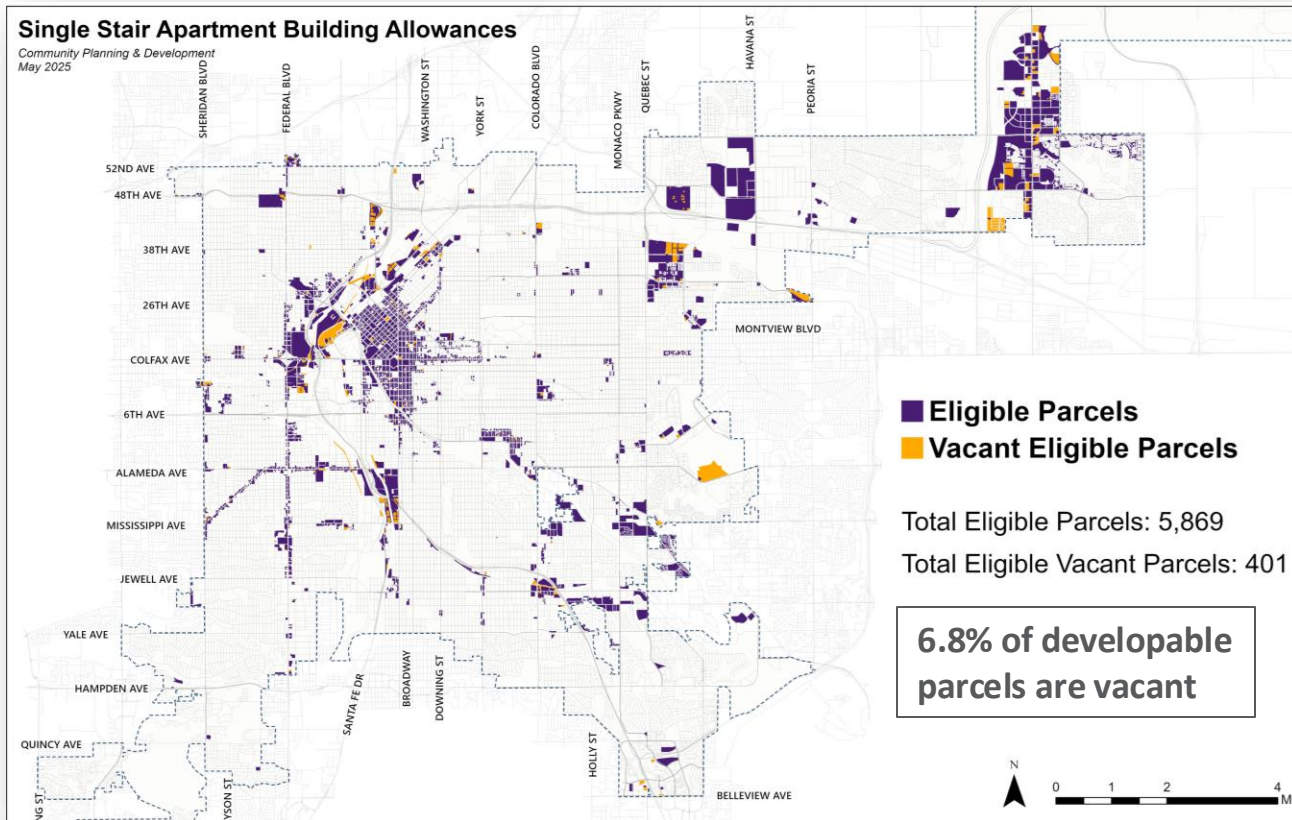 Single Stair Apartment Building Allowances
Community Planning & Development
May 2025
SHERIDAN BLVD
FEDERAL BLVD
WASHINGTON ST
YORK ST
COLORADO BLVD
MONACO PKWY
QUEBEC ST
HAVANA ST
PEORIA ST
52ND AVE
48TH AVE
38TH AVE
26TH AVE
MONTVIEW BLVD
COLFAX AVE
6TH AVE
ALAMEDA AVE
MISSISSIPPI AVE
JEWELL AVE
YALE AVE
HAMPDEN AVE
QUINCY AVE
SANTA FE DR
BROADWAY
DOWNING ST
HOLLY ST
BELLEVIEW AVE
NG ST
YSON ST
Eligible Parcels
Vacant Eligible Parcels
Total Eligible Parcels: 5,869
Total Eligible Vacant Parcels: 401
6.8% of developable
parcels are vacant
N
0 1 2 4
M